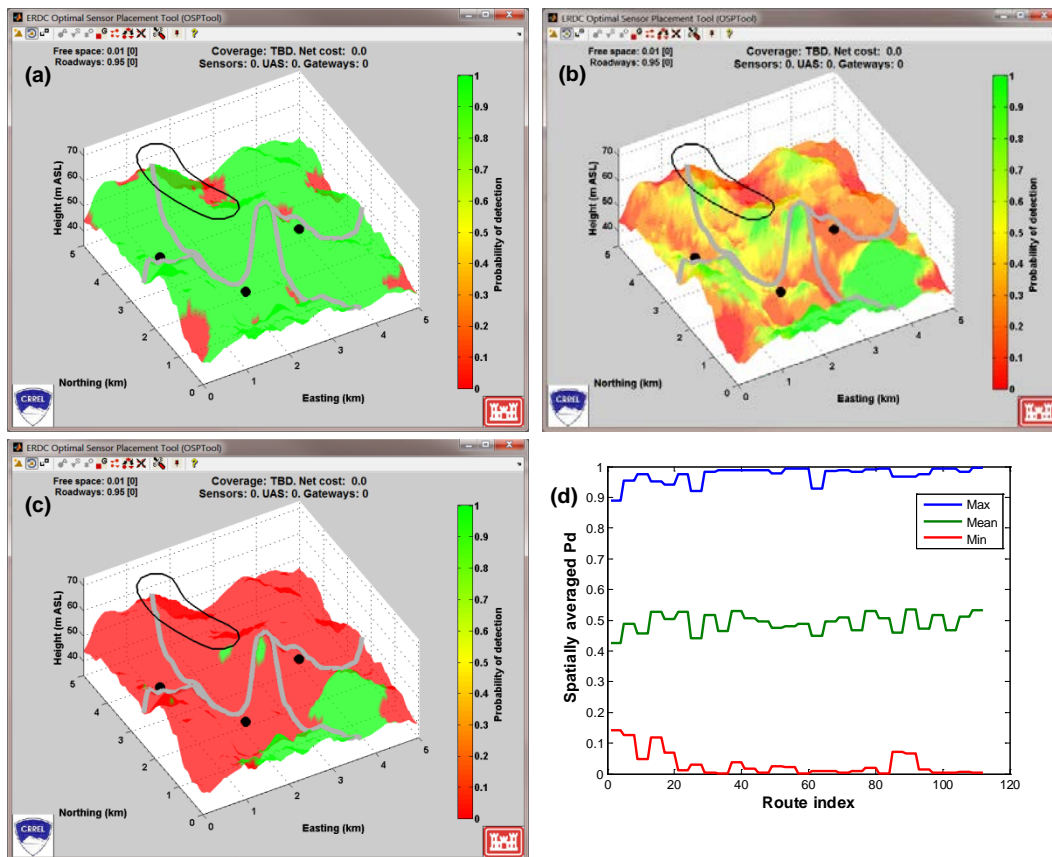 ERDC Optimal Sensor Placement Tool (OSPTool)
(a)
Free space: 0.01 [0]
Roadways: 0.95 [0]
Coverage: TBD. Net cost: 0.0
Sensors: 0. UAS: 0. Gateways: 0
Height (m ASL)
70
60
50
40
5
4
3
2
1
0
Northing (km)
0
1
2
3
4
5
Easting (km)
1
0.9
0.8
0.7
0.6
0.5
0.4
0.3
0.2
0.1
0
Probability of detection
CRREL
ERDC Optimal Sensor Placement Tool (OSPTool)
(b)
Free space: 0.01 [0]
Roadways: 0.95 [0]
Coverage: TBD. Net cost: 0.0
Sensors: 0. UAS: 0. Gateways: 0
Height (m ASL)
70
60
50
40
5
4
3
2
1
0
Northing (km)
0
1
2
3
4
5
Easting (km)
1
0.9
0.8
0.7
0.6
0.5
0.4
0.3
0.2
0.1
0
Probability of detection
CRREL
ERDC Optimal Sensor Placement Tool (OSPTool)
(c)
Free space: 0.01 [0]
Roadways: 0.95 [0]
Coverage: TBD. Net cost: 0.0
Sensors: 0. UAS: 0. Gateways: 0
Height (m ASL)
70
60
50
40
5
4
3
2
1
0
Northing (km)
0
1
2
3
4
5
Easting (km)
1
0.9
0.8
0.7
0.6
0.5
0.4
0.3
0.2
0.1
0
Probability of detection
CRREL
(d)
Spatially averaged Pd
1
0.9
0.8
0.7
0.6
0.5
0.4
0.3
0.2
0.1
0
Max
Mean
Min
0 20 40 60 80 100 120
Route index